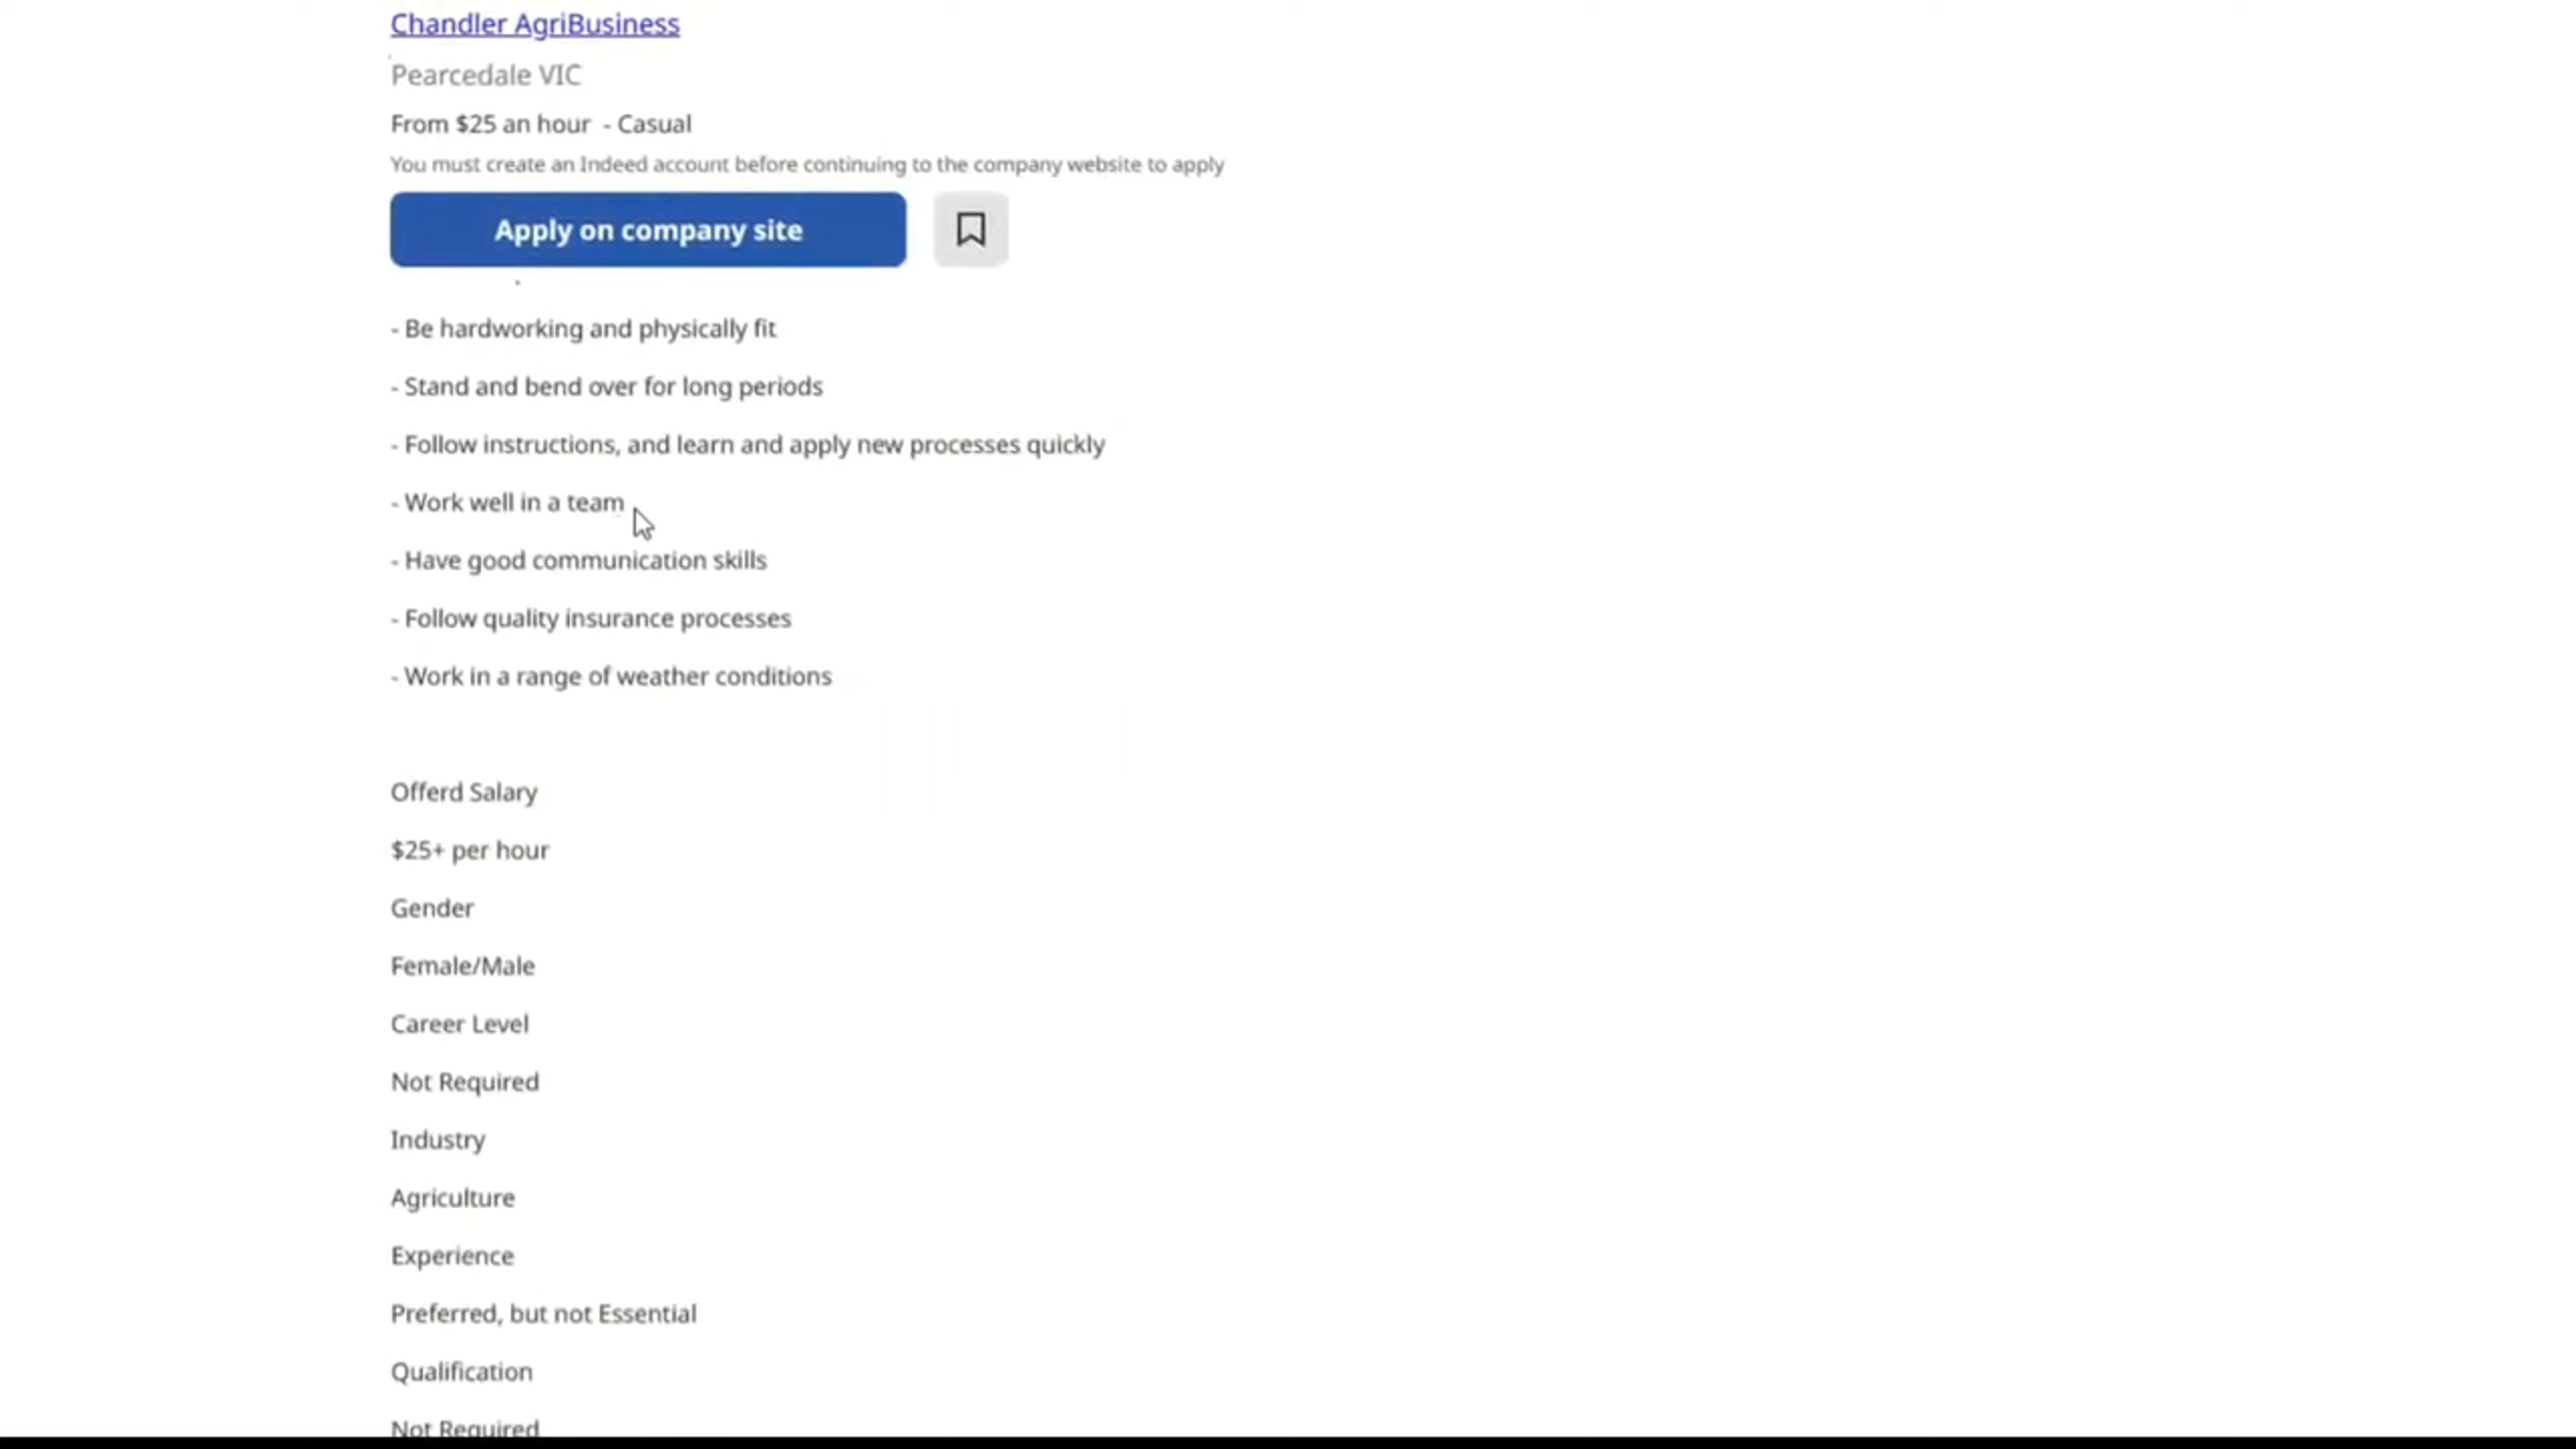 Chandler AgriBusiness
Pearcedale VIC
From $25 an hour - Casual
You must create an Indeed account before continuing to the company website to apply
Apply on company site
- Be hardworking and physically fit
- Stand and bend over for long periods
- Follow instructions, and learn and apply new processes quickly
- Work well in a team
- Have good communication skills
- Follow quality insurance processes
- Work in a range of weather conditions
Offerd Salary
$25+ per hour
Gender
Female/Male
Career Level
Not Required
Industry
Agriculture
Experience
Preferred, but not Essential
Qualification
Not Required